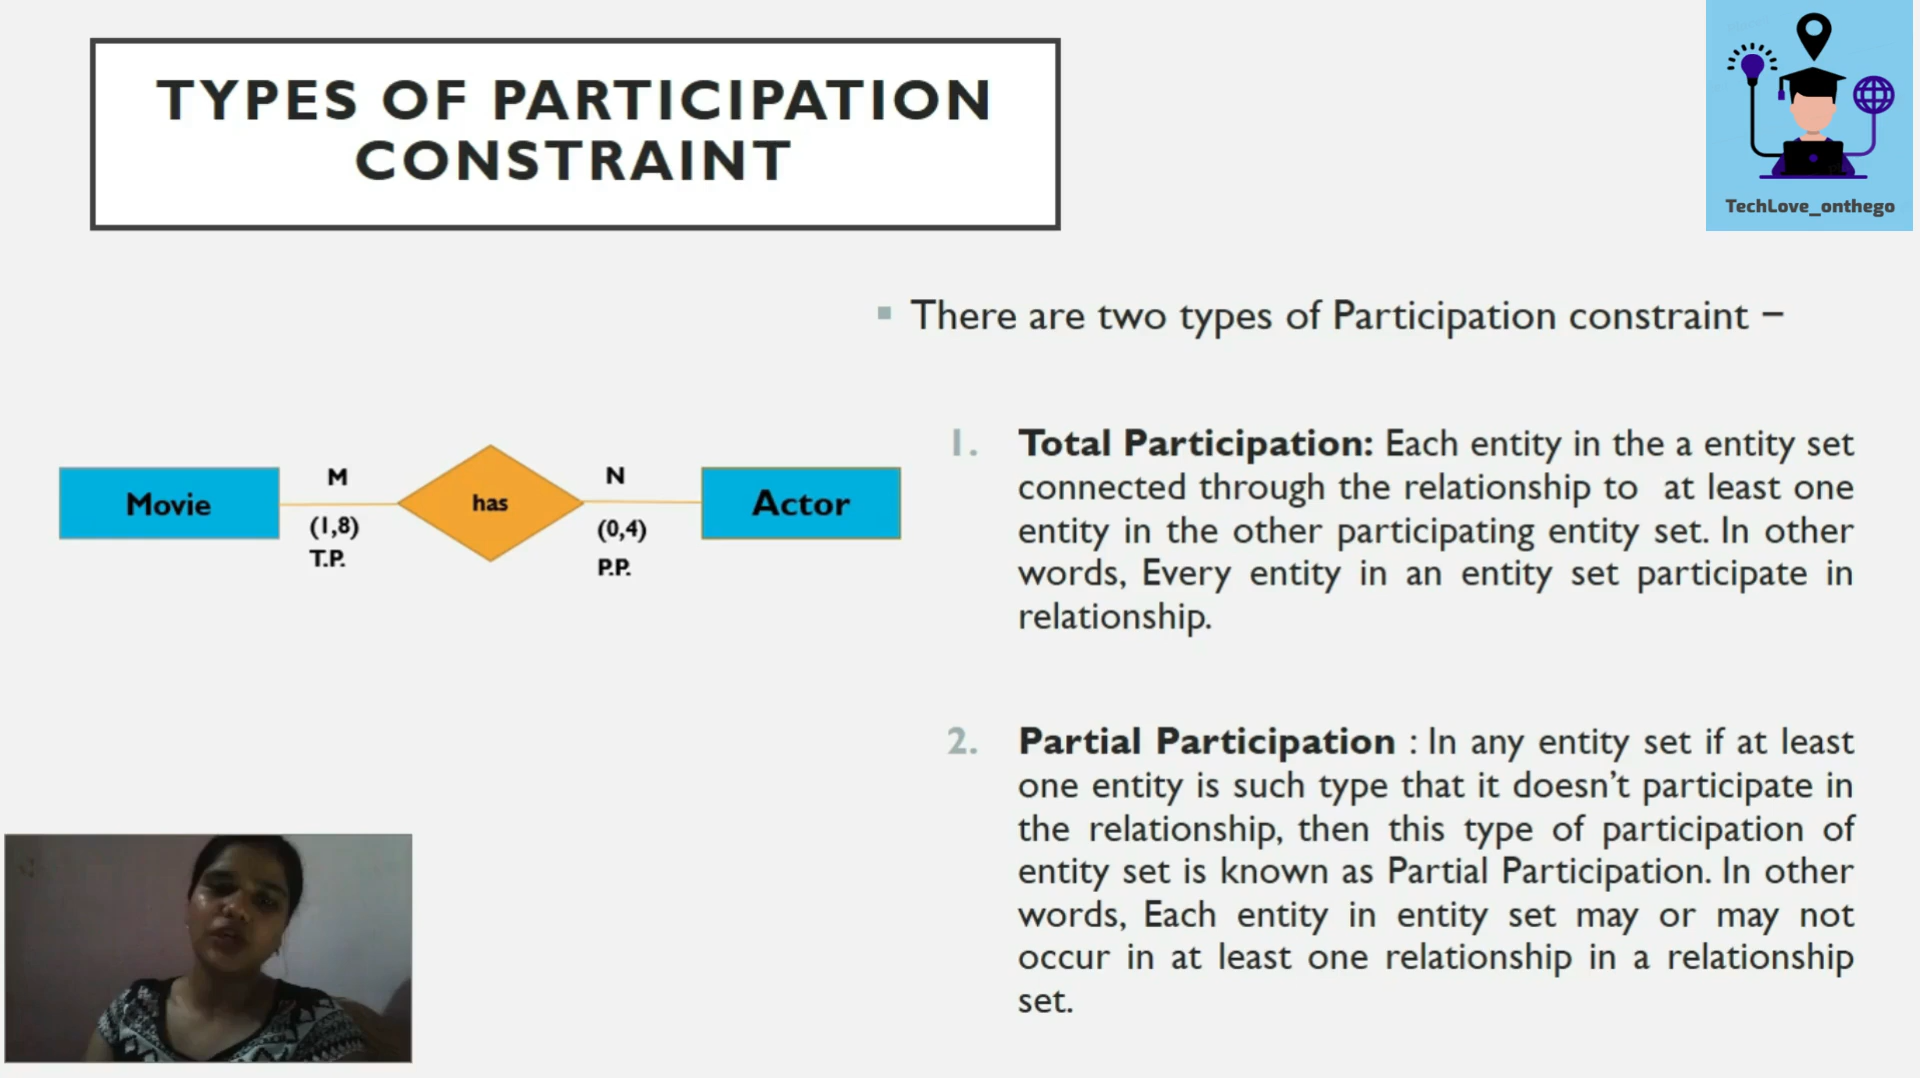 TYPES OF PARTICIPATION
CONSTRAINT
TechLove_onthego
There are two types of Participation constraint –
Movie
M
(1,8)
T.P.
has
N
(0,4)
P.P.
Actor
1. Total Participation: Each entity in the a entity set
connected through the relationship to at least one
entity in the other participating entity set. In other
words, Every entity in an entity set participate in
relationship.
2. Partial Participation : In any entity set if at least
one entity is such type that it doesn’t participate in
the relationship, then this type of participation of
entity set is known as Partial Participation. In other
words, Each entity in entity set may or may not
occur in at least one relationship in a relationship
set.